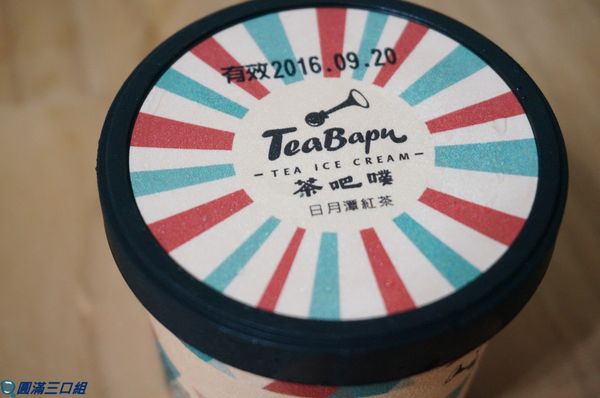 有效2016.09.20
TeaBapu
TEA ICE CREAM
茶吧噗
日月潭紅茶
圓滿三口組